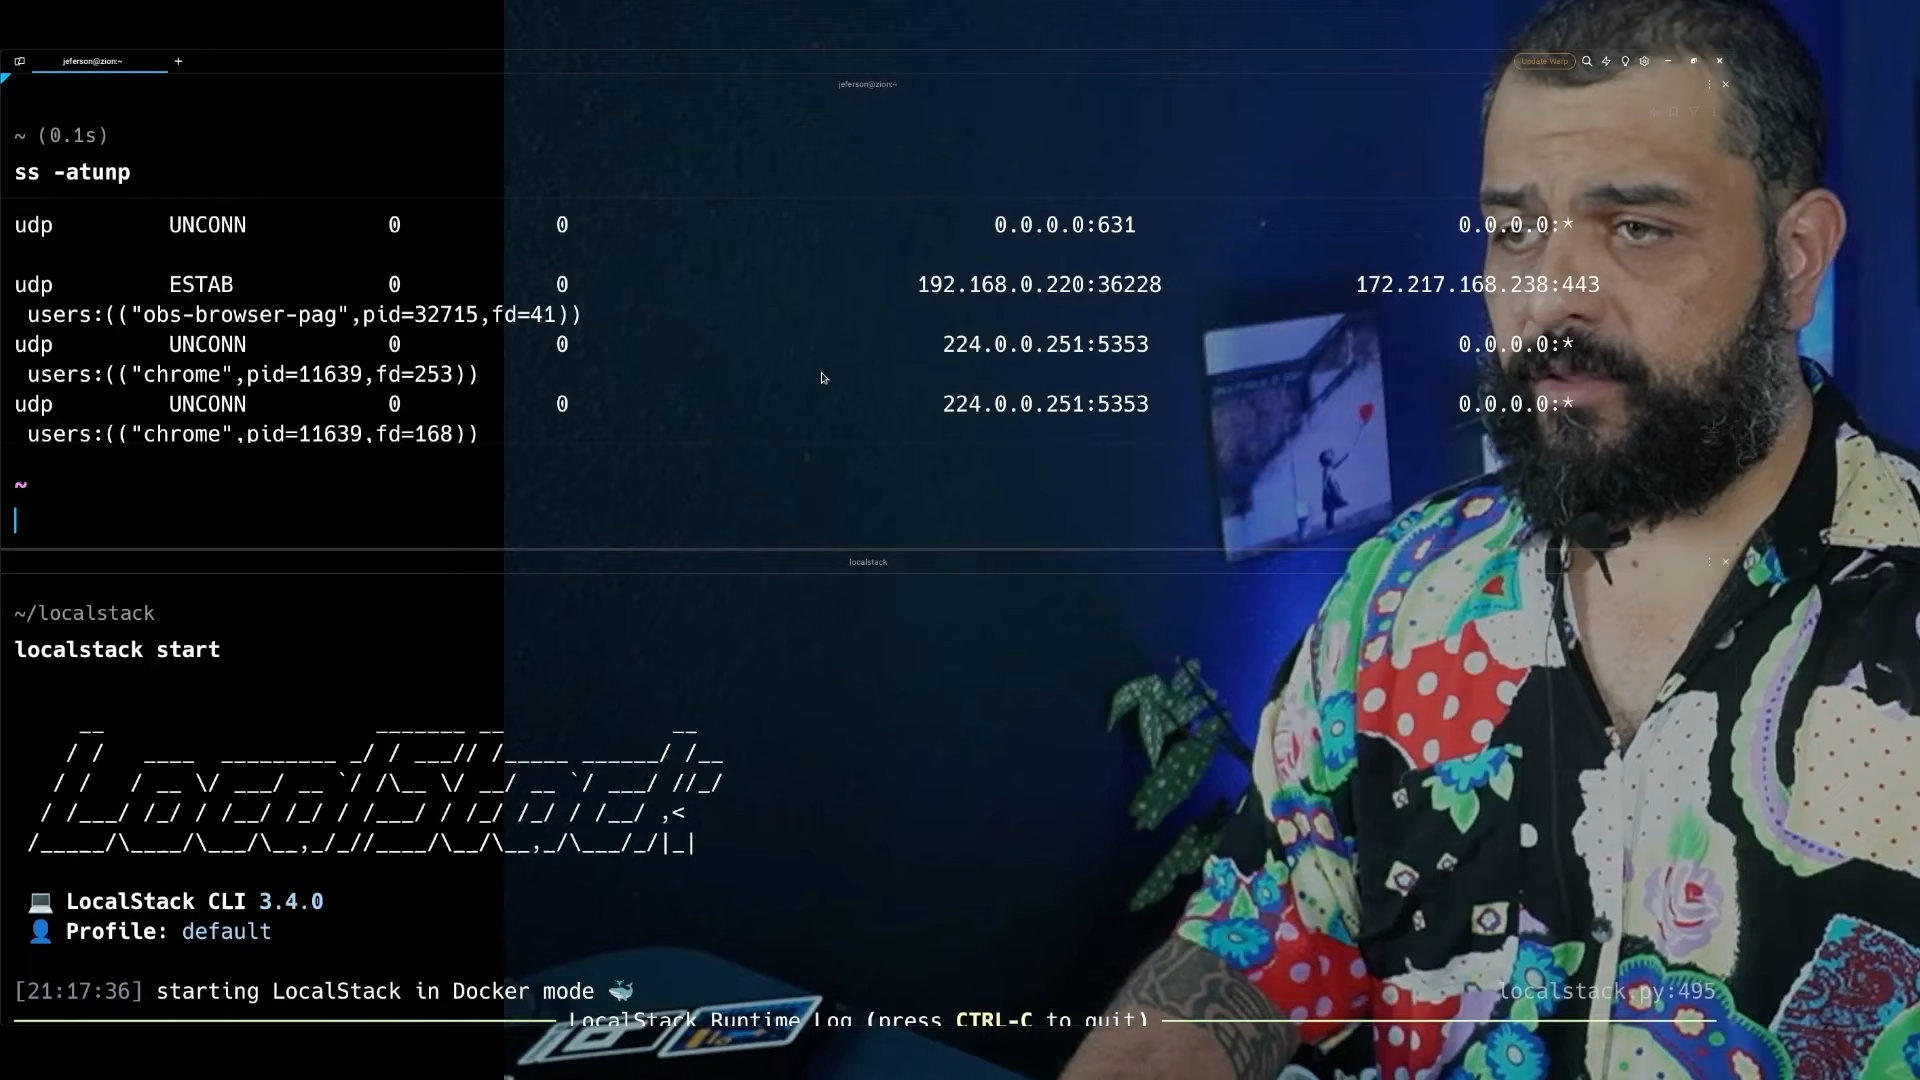 jeferson@zion:~
Update Warp
jeferson@zion:~
~ (0.1s)
ss -atunp
udp UNCONN 0 0 0.0.0.0:631 0.0.0.0:*
udp ESTAB 0 0 192.168.0.220:36228 172.217.168.238:443
users:(("obs-browser-pag",pid=32715,fd=41))
udp UNCONN 0 0 224.0.0.251:5353 0.0.0.0:*
users:(("chrome",pid=11639,fd=253))
udp UNCONN 0 0 224.0.0.251:5353 0.0.0.0:*
users:(("chrome",pid=11639,fd=168))
~
localstack
~/localstack
localstack start
LocalStack
LocalStack CLI 3.4.0
Profile: default
[21:17:36] starting LocalStack in Docker mode 🐳 localstack.py:495
LocalStack Runtime Log (press CTRL-C to quit)